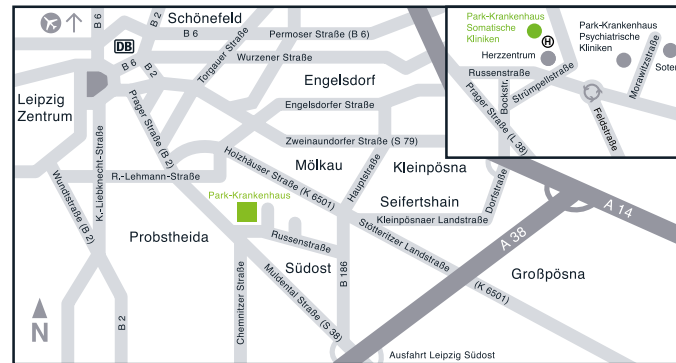 B 6
B 2
Schönefeld
B 6
Permoser Straße (B 6)
DB
B 6
B 2
Torgauer Straße
Wurzener Straße
Engelsdorf
Leipzig
Zentrum
Prager Straße (B 2)
Engelsdorfer Straße
K.-Liebknecht-Straße
Zweinaundorfer Straße (S 79)
Holzhäuser Straße (K 6501)
Mölkau
Kleinpösna
R.-Lehmann-Straße
Wundtstraße (B 2)
Hauptstraße
Park-Krankenhaus
Seifertshain
Dorfstraße
Kleinpösnaer Landstraße
Probstheida
Russenstraße
Stötteritzer Landstraße
(K 6501)
Südost
B 186
A 38
A 14
Großpösna
Chemnitzer Straße
Muldental Straße (S 38)
B 2
N
Ausfahrt Leipzig Südost
Park-Krankenhaus
Somatische
Kliniken
H
Herzzentrum
Park-Krankenhaus
Psychiatrische
Kliniken
Soter
Russenstraße
Bockstr.
Strümpellstraße
Morawitzstraße
Prager Straße (L 38)
Feldstraße